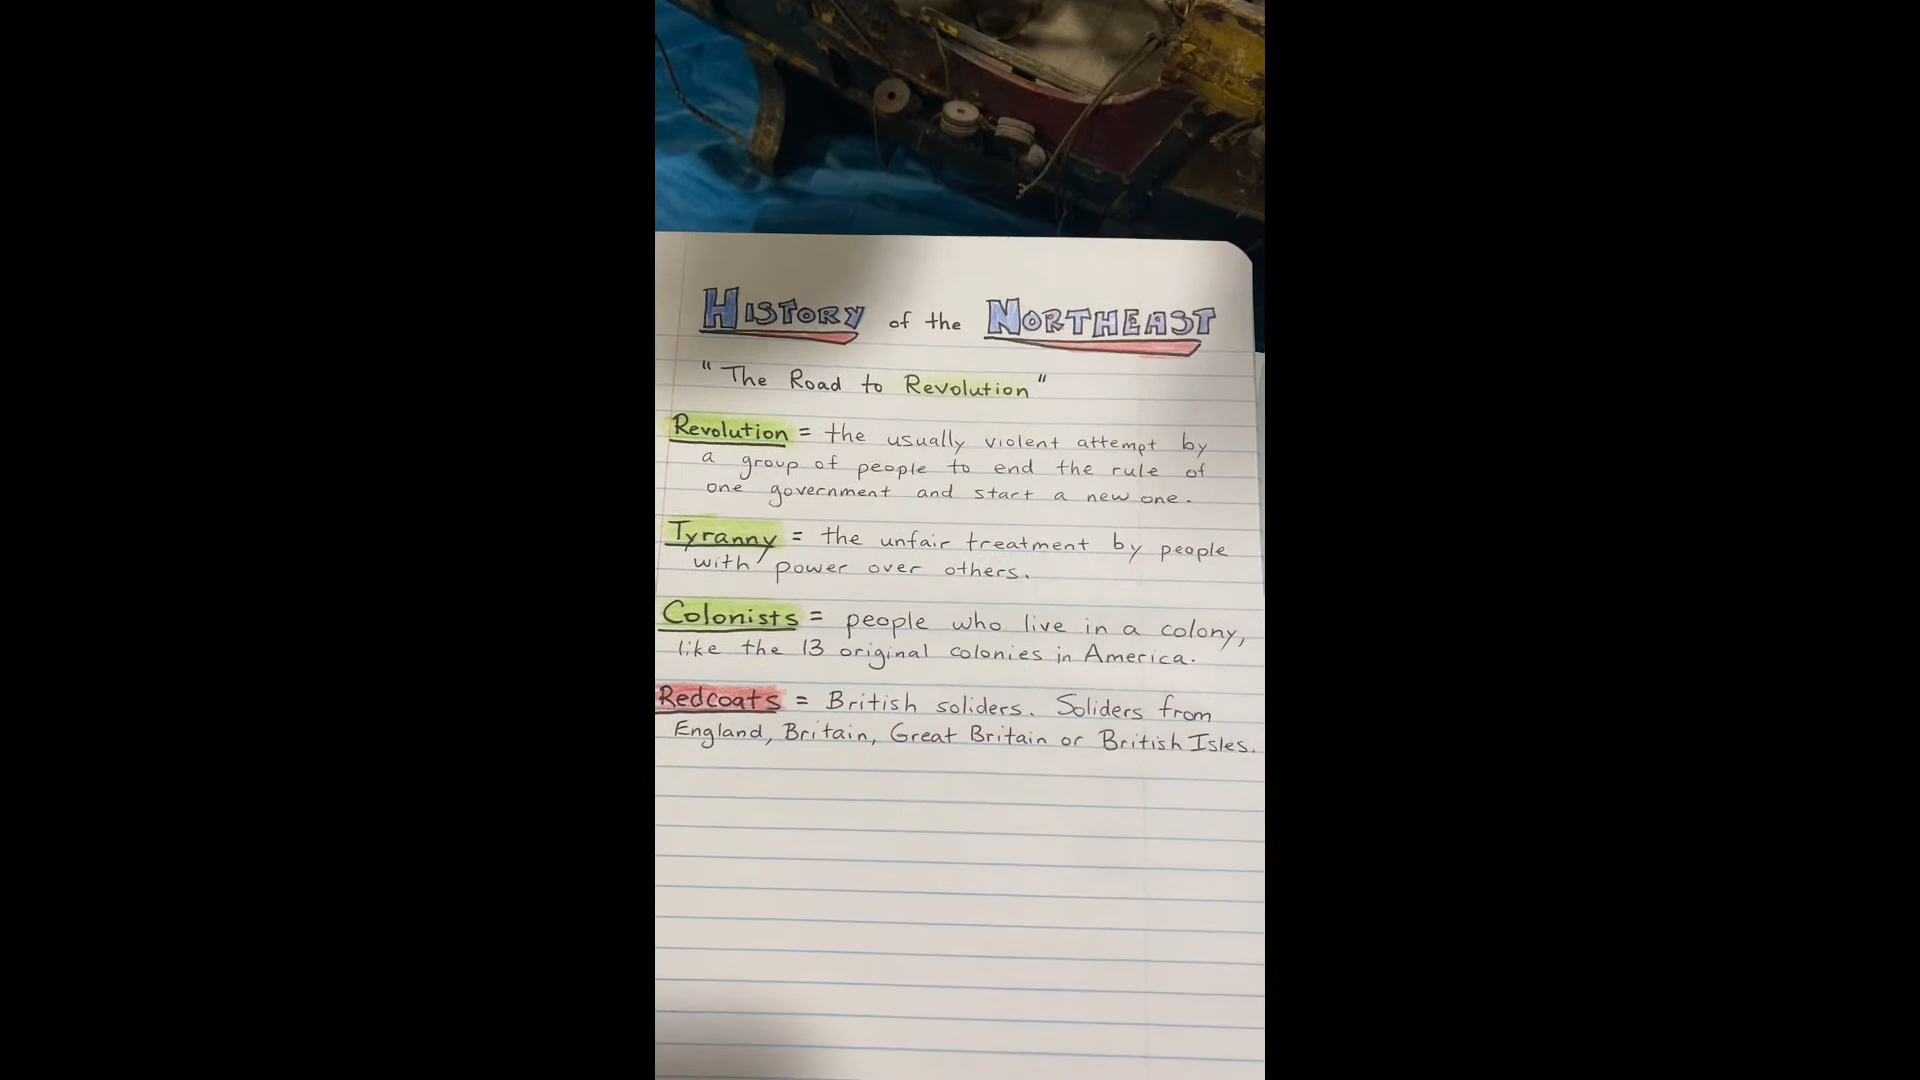 HISTORY of the NORTHEAST
"The Road to Revolution"
Revolution = the usually violent attempt by
a group of people to end the rule of
one government and start a new one.
Tyranny = the unfair treatment by people
with power over others.
Colonists = people who live in a colony,
like the 13 original colonies in America.
Redcoats = British soliders. Soliders from
England, Britain, Great Britain or British Isles.